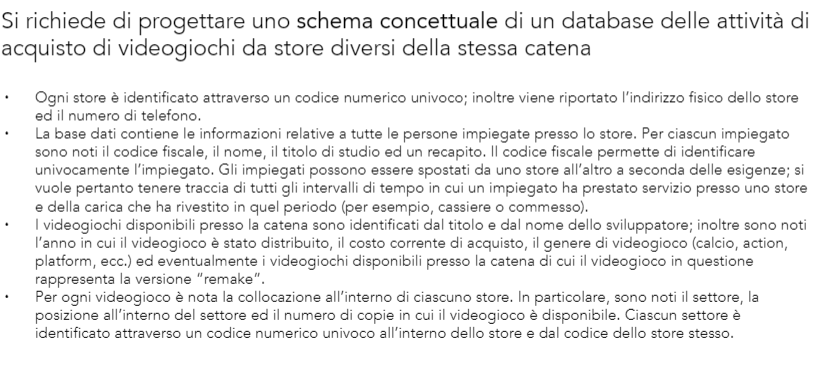 Si richiede di progettare uno schema concettuale di un database delle attività di
acquisto di videogiochi da store diversi della stessa catena
• Ogni store è identificato attraverso un codice numerico univoco; inoltre viene riportato l'indirizzo fisico dello store
ed il numero di telefono.
• La base dati contiene le informazioni relative a tutte le persone impiegate presso lo store. Per ciascun impiegato
sono noti il codice fiscale, il nome, il titolo di studio ed un recapito. Il codice fiscale permette di identificare
univocamente l'impiegato. Gli impiegati possono essere spostati da uno store all'altro a seconda delle esigenze; si
vuole pertanto tenere traccia di tutti gli intervalli di tempo in cui un impiegato ha prestato servizio presso uno store
e della carica che ha rivestito in quel periodo (per esempio, cassiere o commesso).
• I videogiochi disponibili presso la catena sono identificati dal titolo e dal nome dello sviluppatore; inoltre sono noti
l'anno in cui il videogioco è stato distribuito, il costo corrente di acquisto, il genere di videogioco (calcio, action,
platform, ecc.) ed eventualmente i videogiochi disponibili presso la catena di cui il videogioco in questione
rappresenta la versione "remake".
• Per ogni videogioco è nota la collocazione all'interno di ciascuno store. In particolare, sono noti il settore, la
posizione all'interno del settore ed il numero di copie in cui il videogioco è disponibile. Ciascun settore è
identificato attraverso un codice numerico univoco all'interno dello store e dal codice dello store stesso.